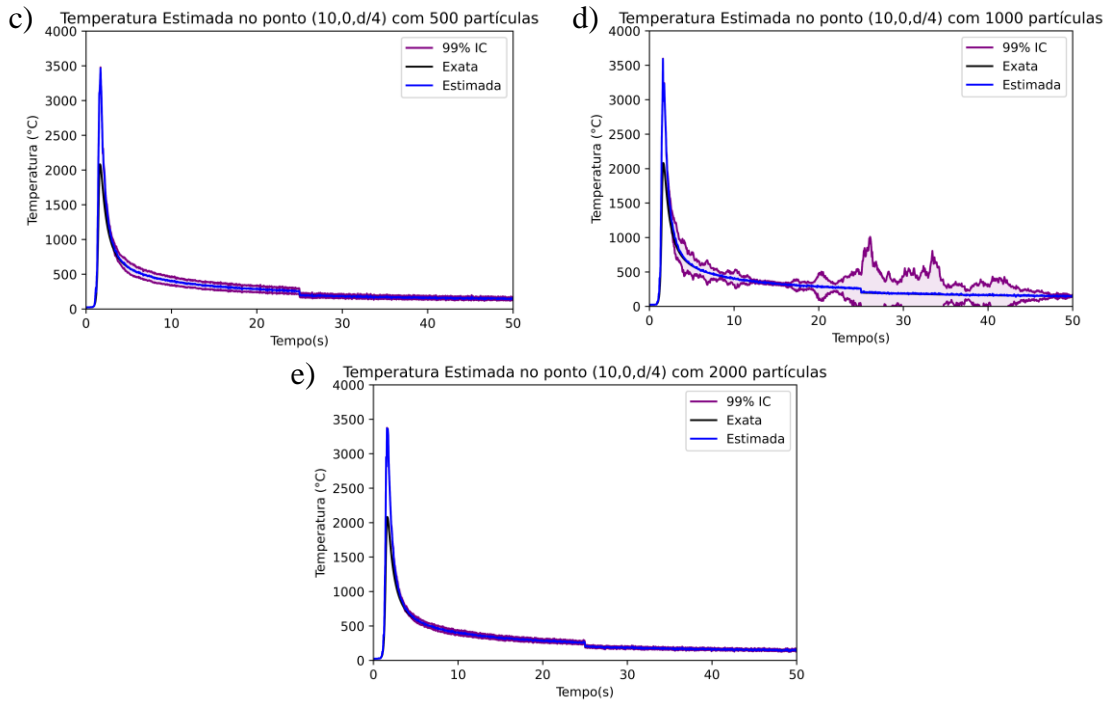 c)
Temperatura Estimada no ponto (10,0,d/4) com 500 partículas
4000
3500
3000
2500
2000
1500
1000
500
0
Temperatura (°C)
99% IC
Exata
Estimada
0 10 20 30 40 50
Tempo(s)
d)
Temperatura Estimada no ponto (10,0,d/4) com 1000 partículas
4000
3500
3000
2500
2000
1500
1000
500
0
Temperatura (°C)
99% IC
Exata
Estimada
0 10 20 30 40 50
Tempo(s)
e)
Temperatura Estimada no ponto (10,0,d/4) com 2000 partículas
4000
3500
3000
2500
2000
1500
1000
500
0
Temperatura (°C)
99% IC
Exata
Estimada
0 10 20 30 40 50
Tempo(s)